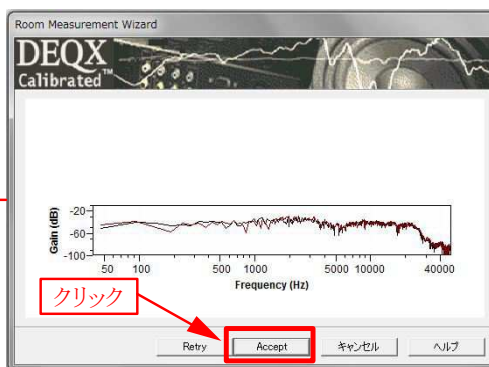 Room Measurement Wizard
DEQX
Calibrated™
Gain (dB)
-20
-60
-100
50 100 500 1000 5000 10000 40000
Frequency (Hz)
クリック
Retry Accept キャンセル ヘルプ